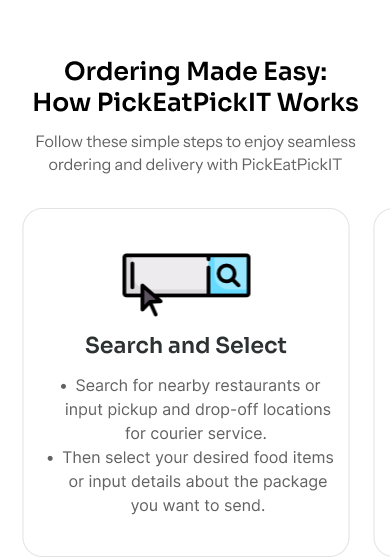 Ordering Made Easy:
How PickEatPickIT Works
Follow these simple steps to enjoy seamless
ordering and delivery with PickEatPickIT
Search and Select
• Search for nearby restaurants or
input pickup and drop-off locations
for courier service.
• Then select your desired food items
or input details about the package
you want to send.